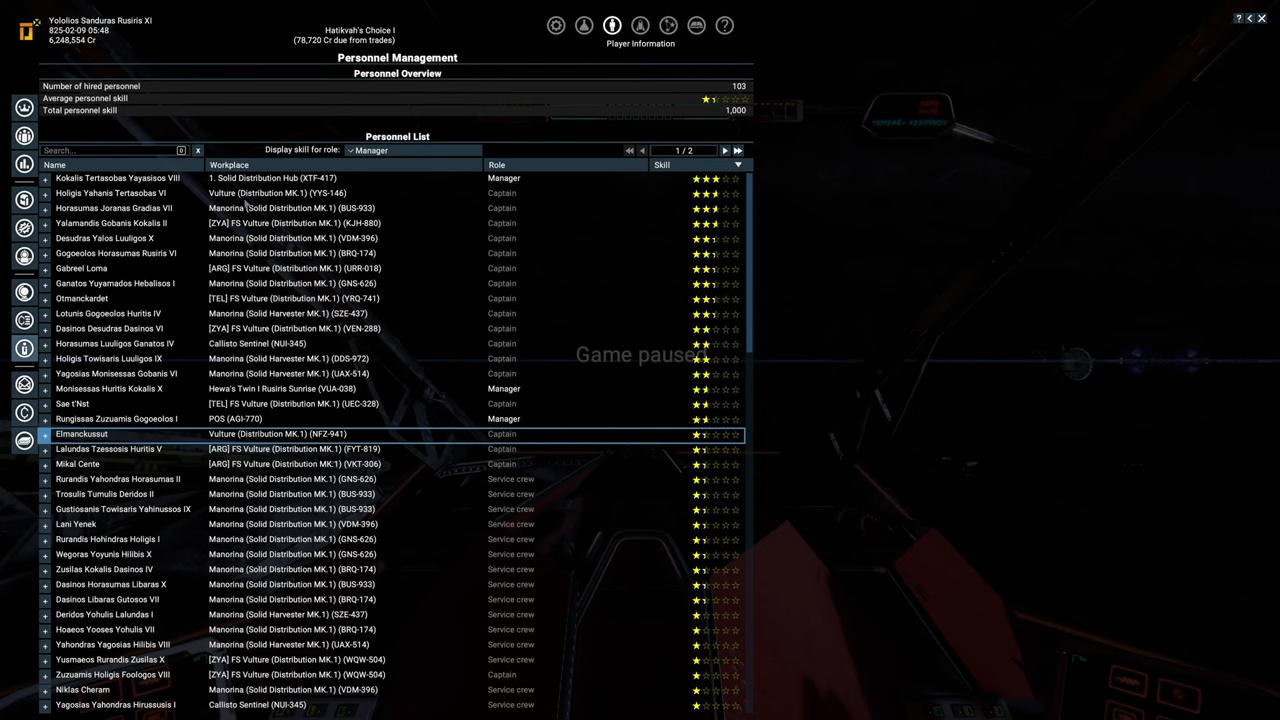 Yololios Sanduras Rusiris XI
825-02-09 05:48
6,248,554 Cr
Hatikvah's Choice I
(78,720 Cr due from trades)
Player Information
? < X
Personnel Management
Personnel Overview
Number of hired personnel 103
Average personnel skill
Total personnel skill 1,000
Personnel List
Search... 0 x Display skill for role: Manager 1 / 2
Name Workplace Role Skill
Kokalis Tertasobas Yayasisos VIII 1. Solid Distribution Hub (XTF-417) Manager
Holigis Yahanis Tertasobas VI Vulture (Distribution MK.1) (YYS-146) Captain
Horasumas Joranas Gradias VII Manorina (Solid Distribution MK.1) (BUS-933) Captain
Yalamandis Gobanis Kokalis II [ZYA] FS Vulture (Distribution MK.1) (KJH-880) Captain
Desudras Yalos Luuligos X Manorina (Solid Distribution MK.1) (VDM-396) Captain
Gogoeolos Horasumas Rusiris VI Manorina (Solid Distribution MK.1) (BRQ-174) Captain
Gabreel Loma [ARG] FS Vulture (Distribution MK.1) (URR-018) Captain
Ganatos Yuyamados Hebalisos I Manorina (Solid Distribution MK.1) (GNS-626) Captain
Otmanckardet [TEL] FS Vulture (Distribution MK.1) (YRQ-741) Captain
Lotunis Gogoeolos Huritis IV Manorina (Solid Harvester MK.1) (SZE-437) Captain
Dasinos Desudras Dasinos VI [ZYA] FS Vulture (Distribution MK.1) (VEN-288) Captain
Horasumas Luuligos Ganatos IV Callisto Sentinel (NUI-345) Captain
Holigis Towisaris Luuligos IX Manorina (Solid Harvester MK.1) (DDS-972) Captain
Yagosias Monisessas Gobanis VI Manorina (Solid Harvester MK.1) (UAX-514) Captain
Monisessas Huritis Kokalis X Hewa's Twin I Rusiris Sunrise (VUA-038) Manager
Sae t'Nst [TEL] FS Vulture (Distribution MK.1) (UEC-328) Captain
Rungissas Zuzuamis Gogoeolos I POS (AGI-770) Manager
Elmanckussut Vulture (Distribution MK.1) (NFZ-941) Captain
Lalundas Tzessosis Huritis V [ARG] FS Vulture (Distribution MK.1) (FYT-819) Captain
Mikal Cente [ARG] FS Vulture (Distribution MK.1) (VKT-306) Captain
Rurandis Yahondras Horasumas II Manorina (Solid Distribution MK.1) (GNS-626) Service crew
Trosulis Tumulis Deridos II Manorina (Solid Distribution MK.1) (BUS-933) Service crew
Gustiosanis Towisaris Yahinussos IX Manorina (Solid Distribution MK.1) (BUS-933) Service crew
Lani Yenek Manorina (Solid Distribution MK.1) (VDM-396) Service crew
Rurandis Hohindras Holigis I Manorina (Solid Distribution MK.1) (GNS-626) Service crew
Wegoras Yoyunis Hilibis X Manorina (Solid Distribution MK.1) (GNS-626) Service crew
Zusilas Kokalis Dasinos IV Manorina (Solid Distribution MK.1) (BRQ-174) Service crew
Dasinos Horasumas Libaras X Manorina (Solid Distribution MK.1) (BUS-933) Service crew
Dasinos Libaras Gutosos VII Manorina (Solid Distribution MK.1) (BRQ-174) Service crew
Deridos Yohulis Lalundas I Manorina (Solid Harvester MK.1) (SZE-437) Service crew
Hoaeos Yooses Yohulis VII Manorina (Solid Distribution MK.1) (BRQ-174) Service crew
Yahondras Yagosias Hilibis VIII Manorina (Solid Harvester MK.1) (UAX-514) Service crew
Yusmaeos Rurandis Zusilas X [ZYA] FS Vulture (Distribution MK.1) (WQW-504) Service crew
Zuzuamis Holigis Foologos VIII [ZYA] FS Vulture (Distribution MK.1) (WQW-504) Captain
Niklas Cheram Manorina (Solid Distribution MK.1) (VDM-396) Service crew
Yagosias Yahondras Hirussusis I Callisto Sentinel (NUI-345) Service crew
Game paused